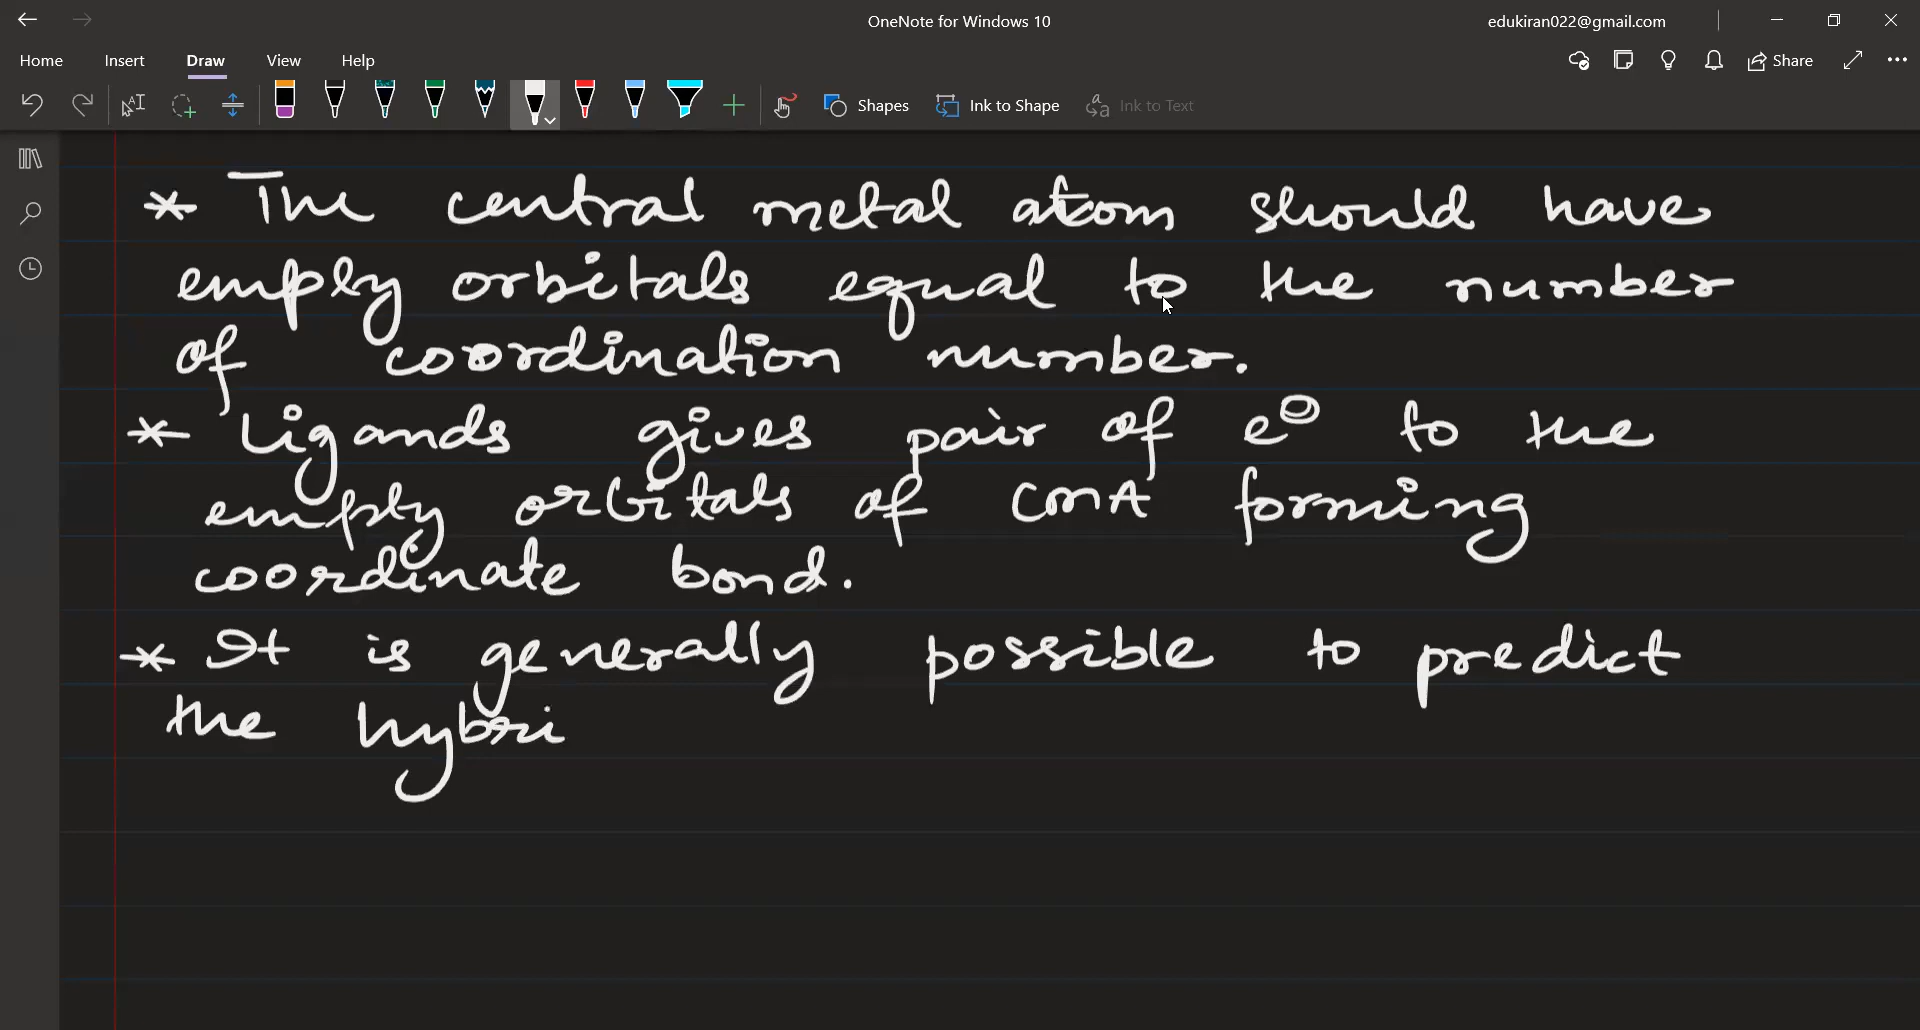 OneNote for Windows 10
edukiran022@gmail.com
Home Insert Draw View Help
Share
Shapes Ink to Shape Ink to Text
* The central metal atom should have
empty orbitals equal to the number
of coordination number.
* Ligands gives pair of e⊖ to the
empty orbitals of CMA forming
coordinate bond.
* It is generally possible to predict
the hybri